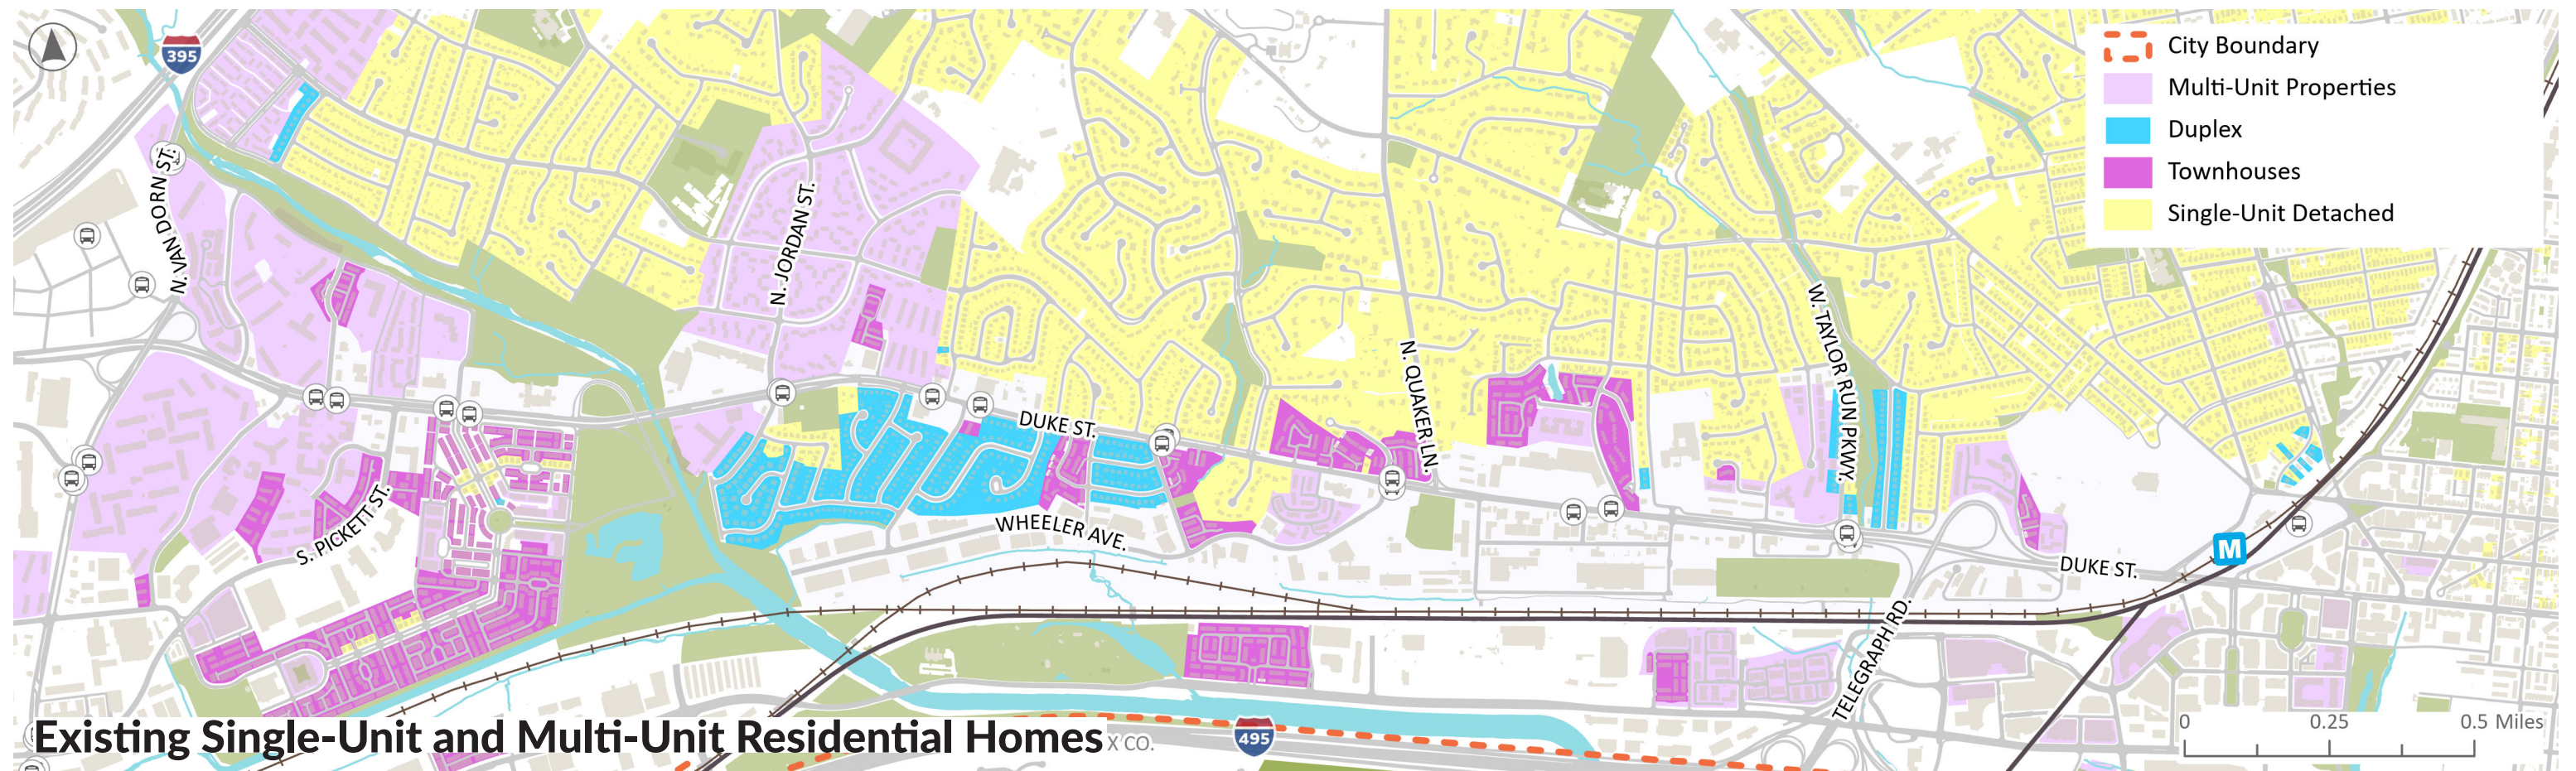 395
City Boundary
Multi-Unit Properties
Duplex
Townhouses
Single-Unit Detached
N. VAN DORN ST.
N. JORDAN ST.
N. QUAKER LN.
W. TAYLOR RUN PKWY.
DUKE ST.
S. PICKETT ST.
WHEELER AVE.
DUKE ST.
M
TELEGRAPH RD.
0 0.25 0.5 Miles
Existing Single-Unit and Multi-Unit Residential Homes
X CO.
495